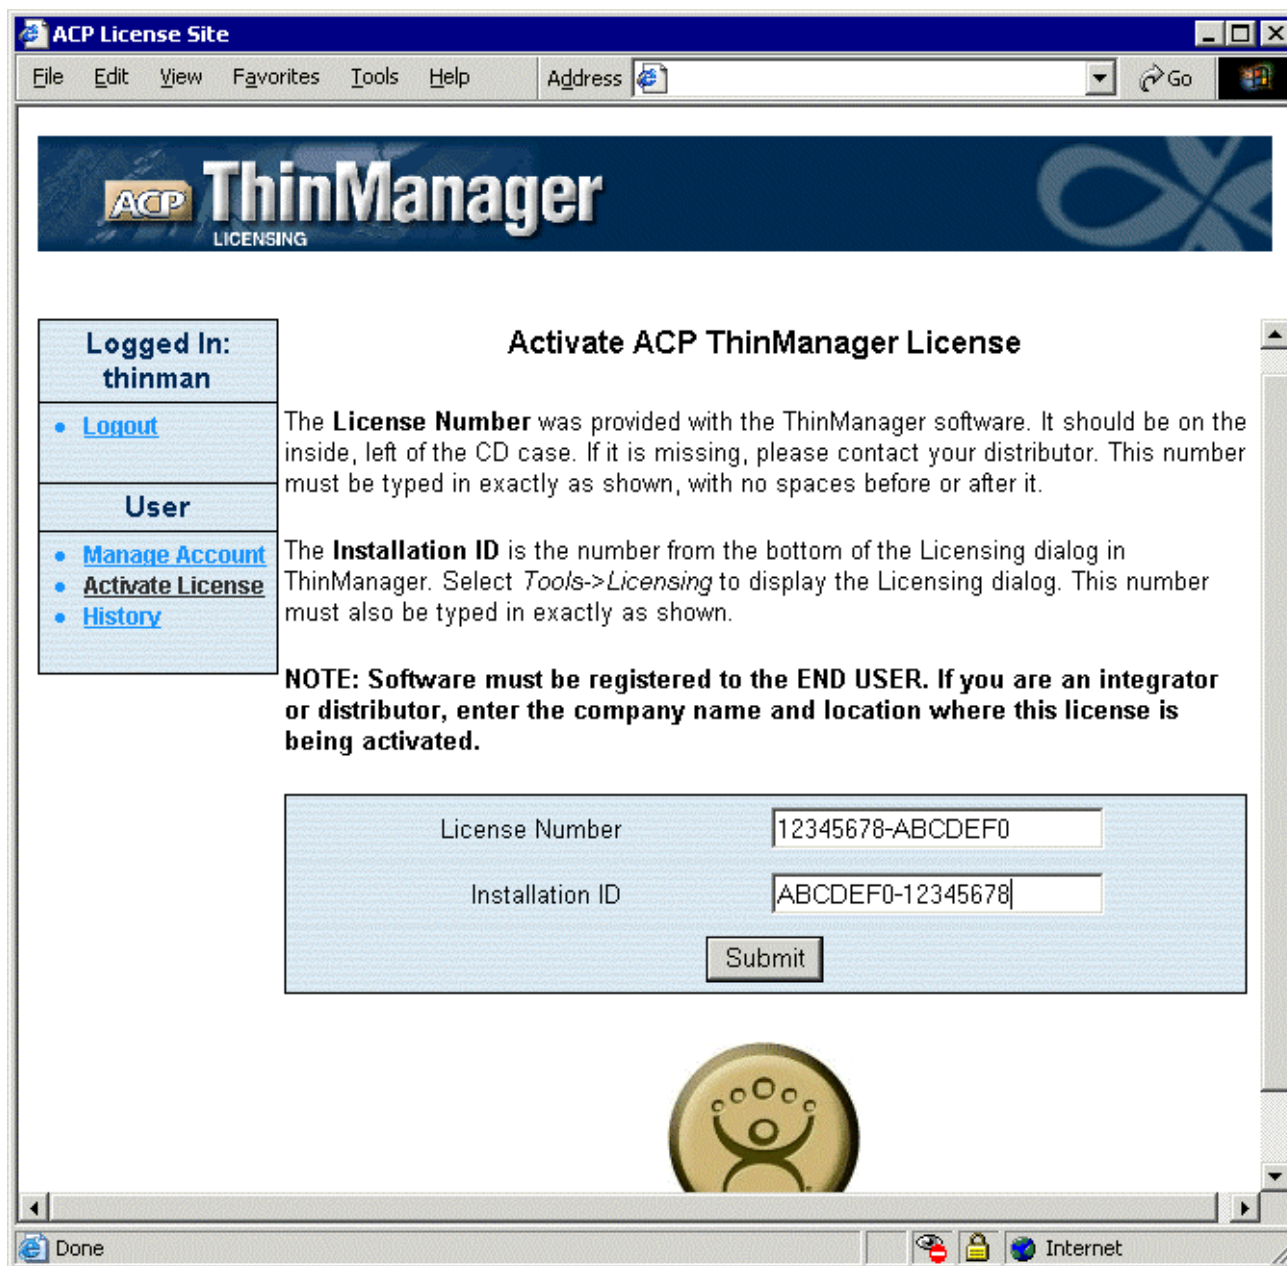 ACP License Site
File Edit View Favorites Tools Help Address Go
ACP ThinManager
LICENSING
Logged In:
thinman
Logout
User
Manage Account
Activate License
History
Activate ACP ThinManager License
The License Number was provided with the ThinManager software. It should be on the
inside, left of the CD case. If it is missing, please contact your distributor. This number
must be typed in exactly as shown, with no spaces before or after it.
The Installation ID is the number from the bottom of the Licensing dialog in
ThinManager. Select Tools->Licensing to display the Licensing dialog. This number
must also be typed in exactly as shown.
NOTE: Software must be registered to the END USER. If you are an integrator
or distributor, enter the company name and location where this license is
being activated.
License Number 12345678-ABCDEF0
Installation ID ABCDEF0-12345678
Submit
Done Internet